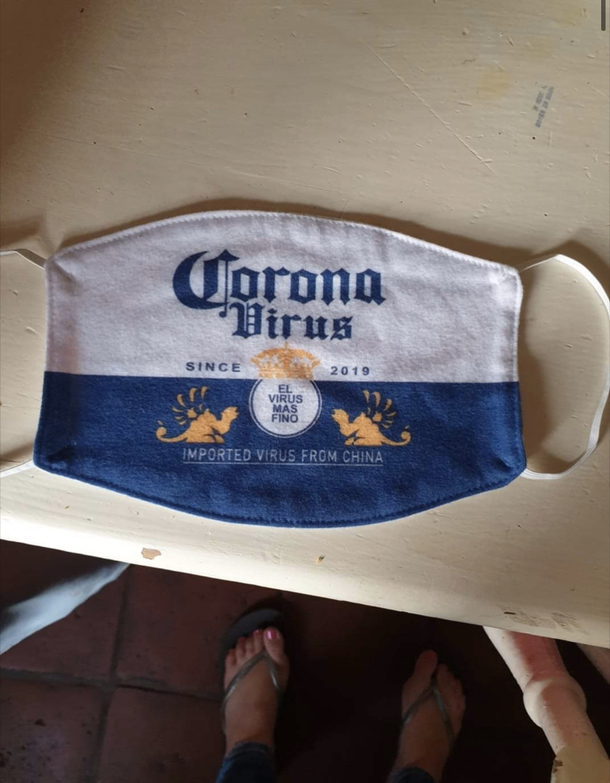 Corona
Virus
SINCE 2019
EL
VIRUS
MAS
FINO
IMPORTED VIRUS FROM CHINA